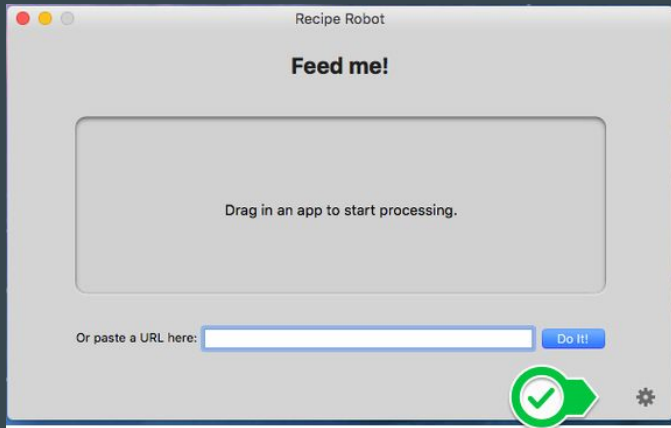 Recipe Robot
Feed me!
Drag in an app to start processing.
Or paste a URL here: Do It!